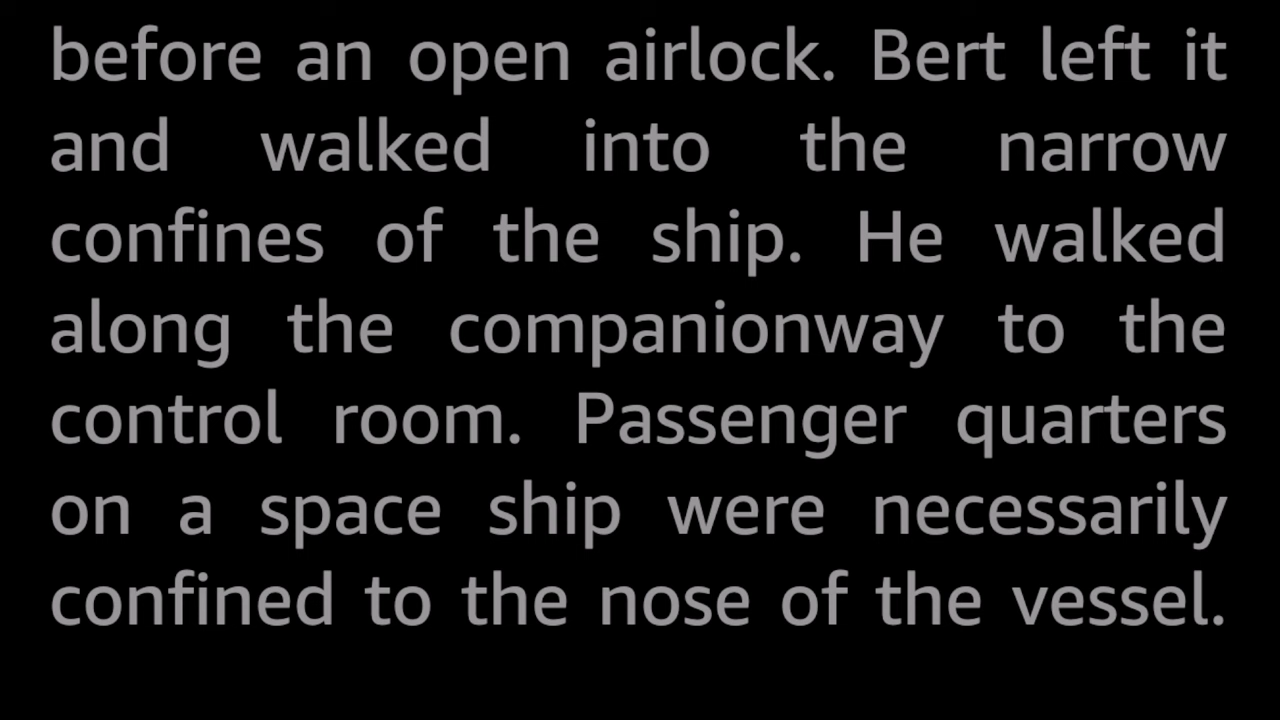 before an open airlock. Bert left it
and walked into the narrow
confines of the ship. He walked
along the companionway to the
control room. Passenger quarters
on a space ship were necessarily
confined to the nose of the vessel.